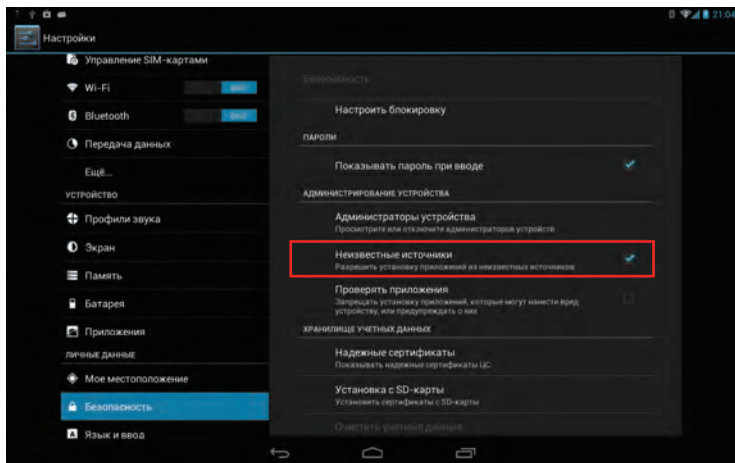 21:04
Настройки
Управление SIM-картами
Wi-Fi
Bluetooth
Передача данных
Ещё...
УСТРОЙСТВО
Профили звука
Экран
Память
Батарея
Приложения
ЛИЧНЫЕ ДАННЫЕ
Мое местоположение
Безопасность
Язык и ввод
Безопасность
Настроить блокировку
ПАРОЛИ
Показывать пароль при вводе
АДМИНИСТРИРОВАНИЕ УСТРОЙСТВА
Администраторы устройства
Просмотрите или отключите администраторов устройств
Неизвестные источники
Разрешить установку приложений из неизвестных источников
Проверять приложения
Запрещать установку приложений, которые могут нанести вред
устройству, или предупреждать о них
ХРАНИЛИЩЕ УЧЕТНЫХ ДАННЫХ
Надежные сертификаты
Показывать надежные сертификаты ЦС
Установка с SD-карты
Установить сертификаты с SD-карты
Очистить учетные данные